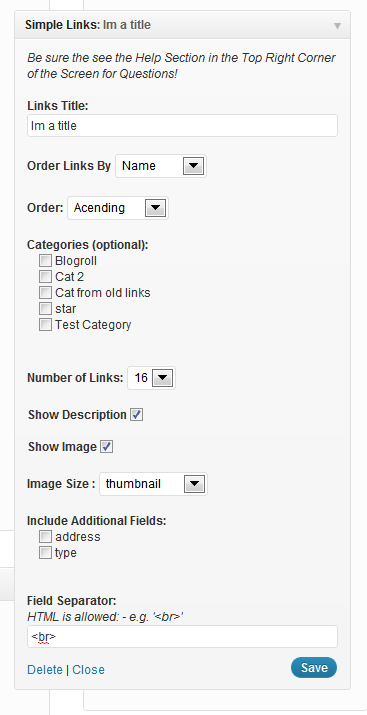 Simple Links: Im a title
Be sure the see the Help Section in the Top Right Corner
of the Screen for Questions!
Links Title:
Im a title
Order Links By Name
Order: Acending
Categories (optional):
Blogroll
Cat 2
Cat from old links
star
Test Category
Number of Links: 16
Show Description
Show Image
Image Size : thumbnail
Include Additional Fields:
address
type
Field Separator:
HTML is allowed: - e.g. '<br>'
<br>
Delete | Close Save